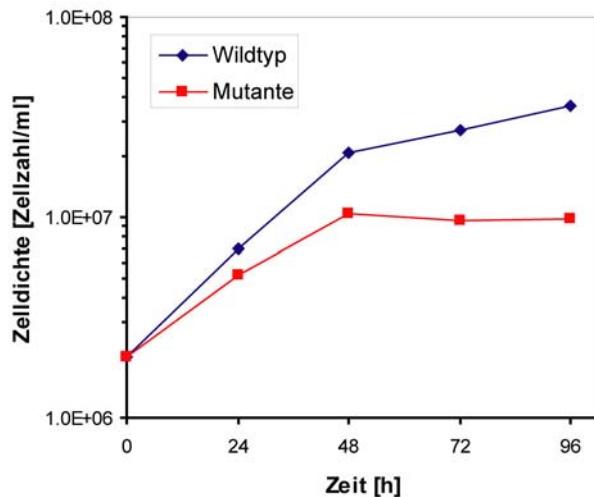 1.0E+08
Wildtyp
Mutante
Zelldichte [Zellzahl/ml]
1.0E+07
1.0E+06
0 24 48 72 96
Zeit [h]